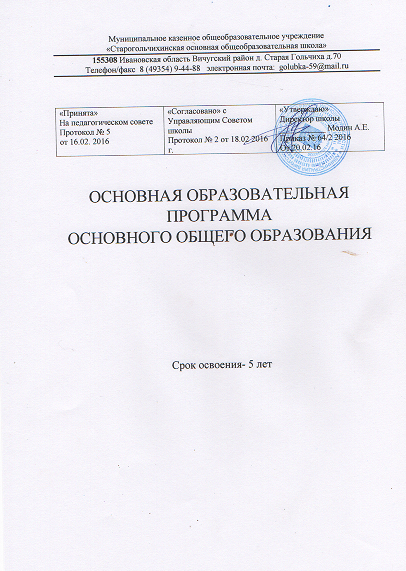 Муниципальное казенное общеобразовательное учреждение
«Старогольчихинская основная общеобразовательная школа»
155308 Ивановская область Вичугский район д. Старая Гольчиха д.70
Телефон/факс 8 (49354) 9-44-88 электронная почта: golubka-59@mail.ru
«Принята»
На педагогическом совете
Протокол № 5
от 16.02. 2016
«Согласовано» с
Управляющим Советом
школы
Протокол № 2 от 18.02 2016
г.
«Утверждаю»
Директор школы
Модин А.Е.
Приказ № 64/2 2016
От 20.02.16
ОСНОВНАЯ ОБРАЗОВАТЕЛЬНАЯ
ПРОГРАММА
ОСНОВНОГО ОБЩЕГО ОБРАЗОВАНИЯ
Срок освоения- 5 лет